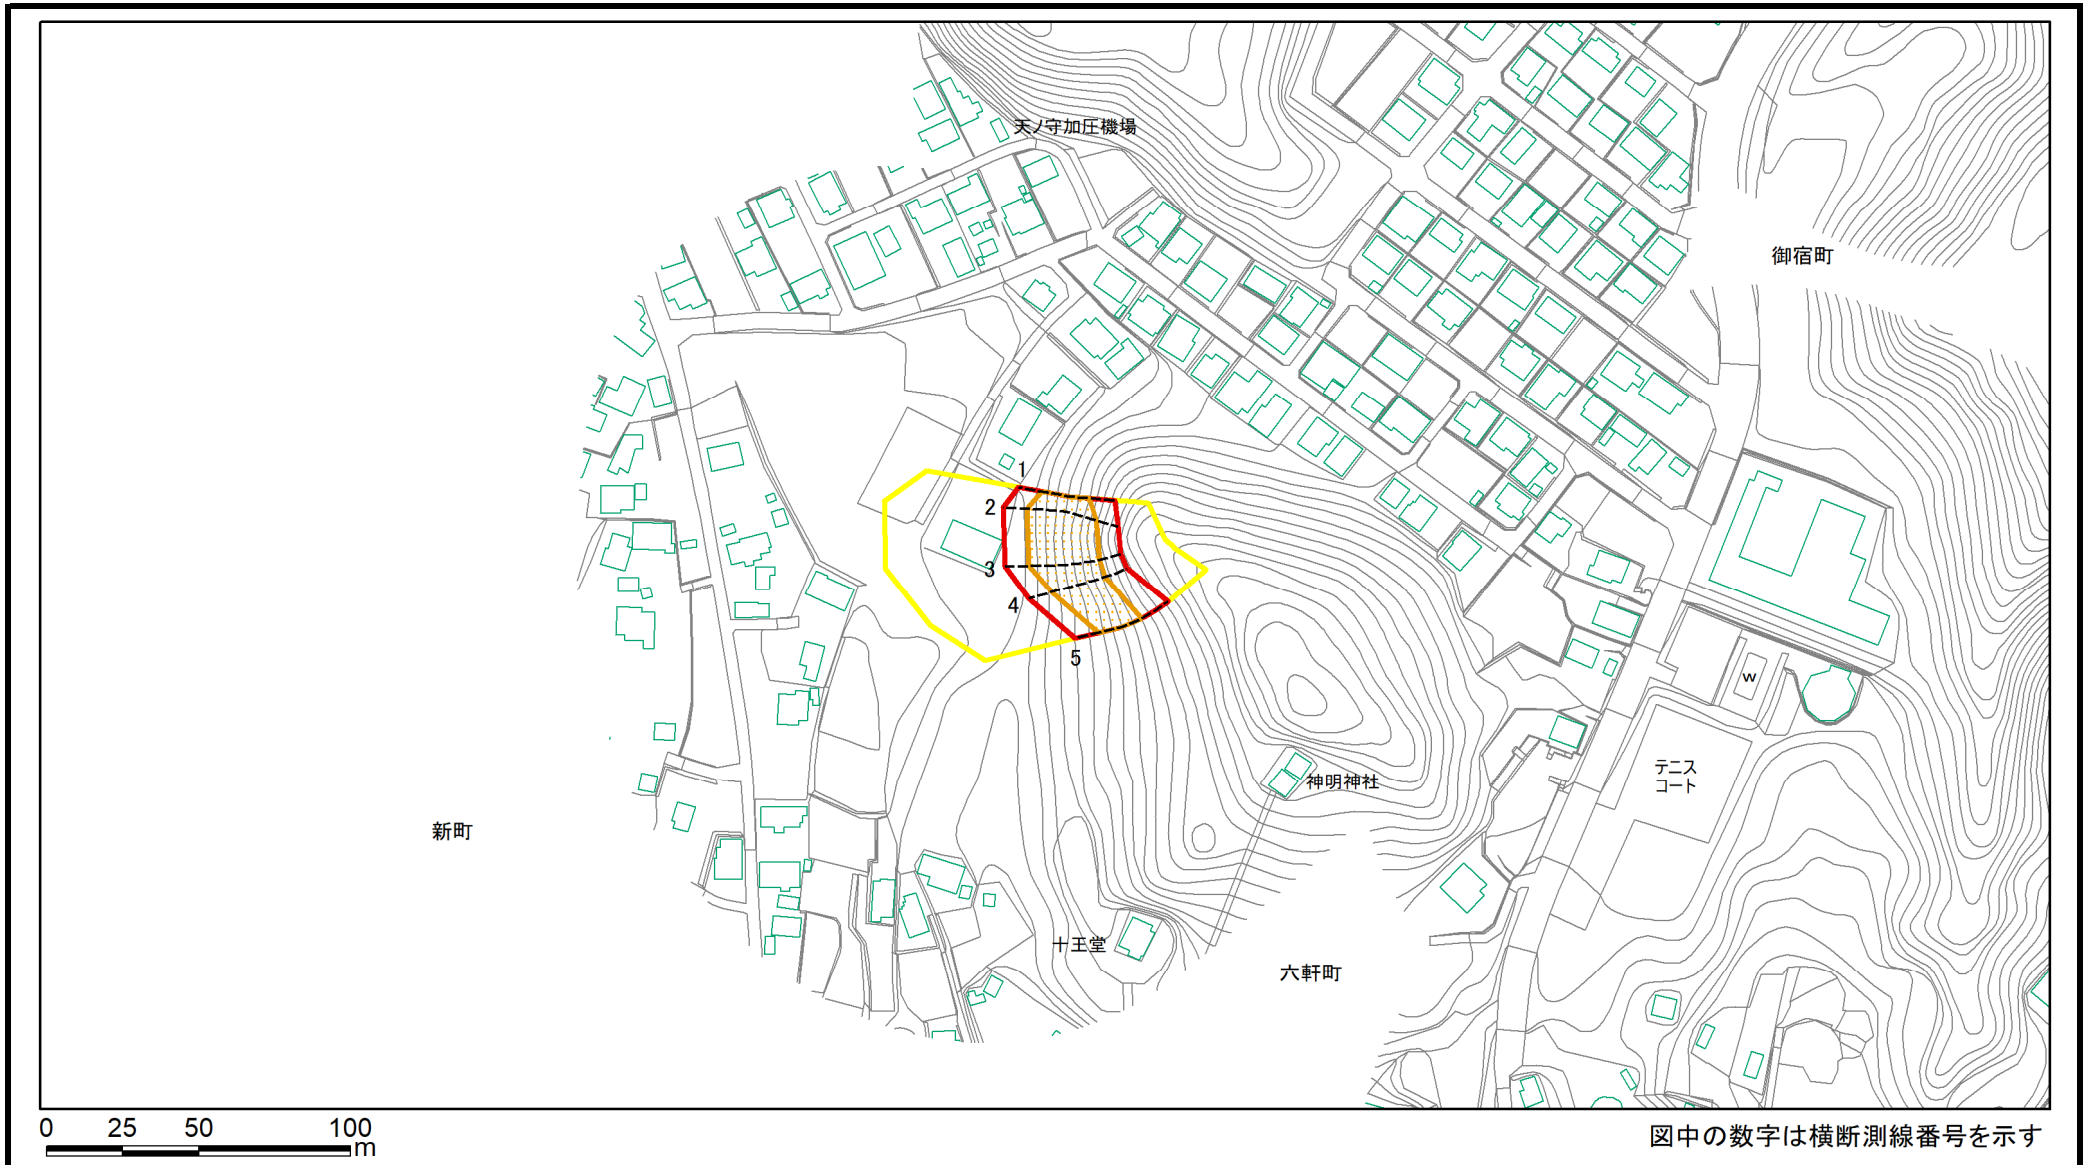 天ノ守加圧機場
御宿町
1
2
3
4
5
w
テニス
コート
神明神社
新町
十王堂
六軒町
0 25 50 100
m
図中の数字は横断測線番号を示す